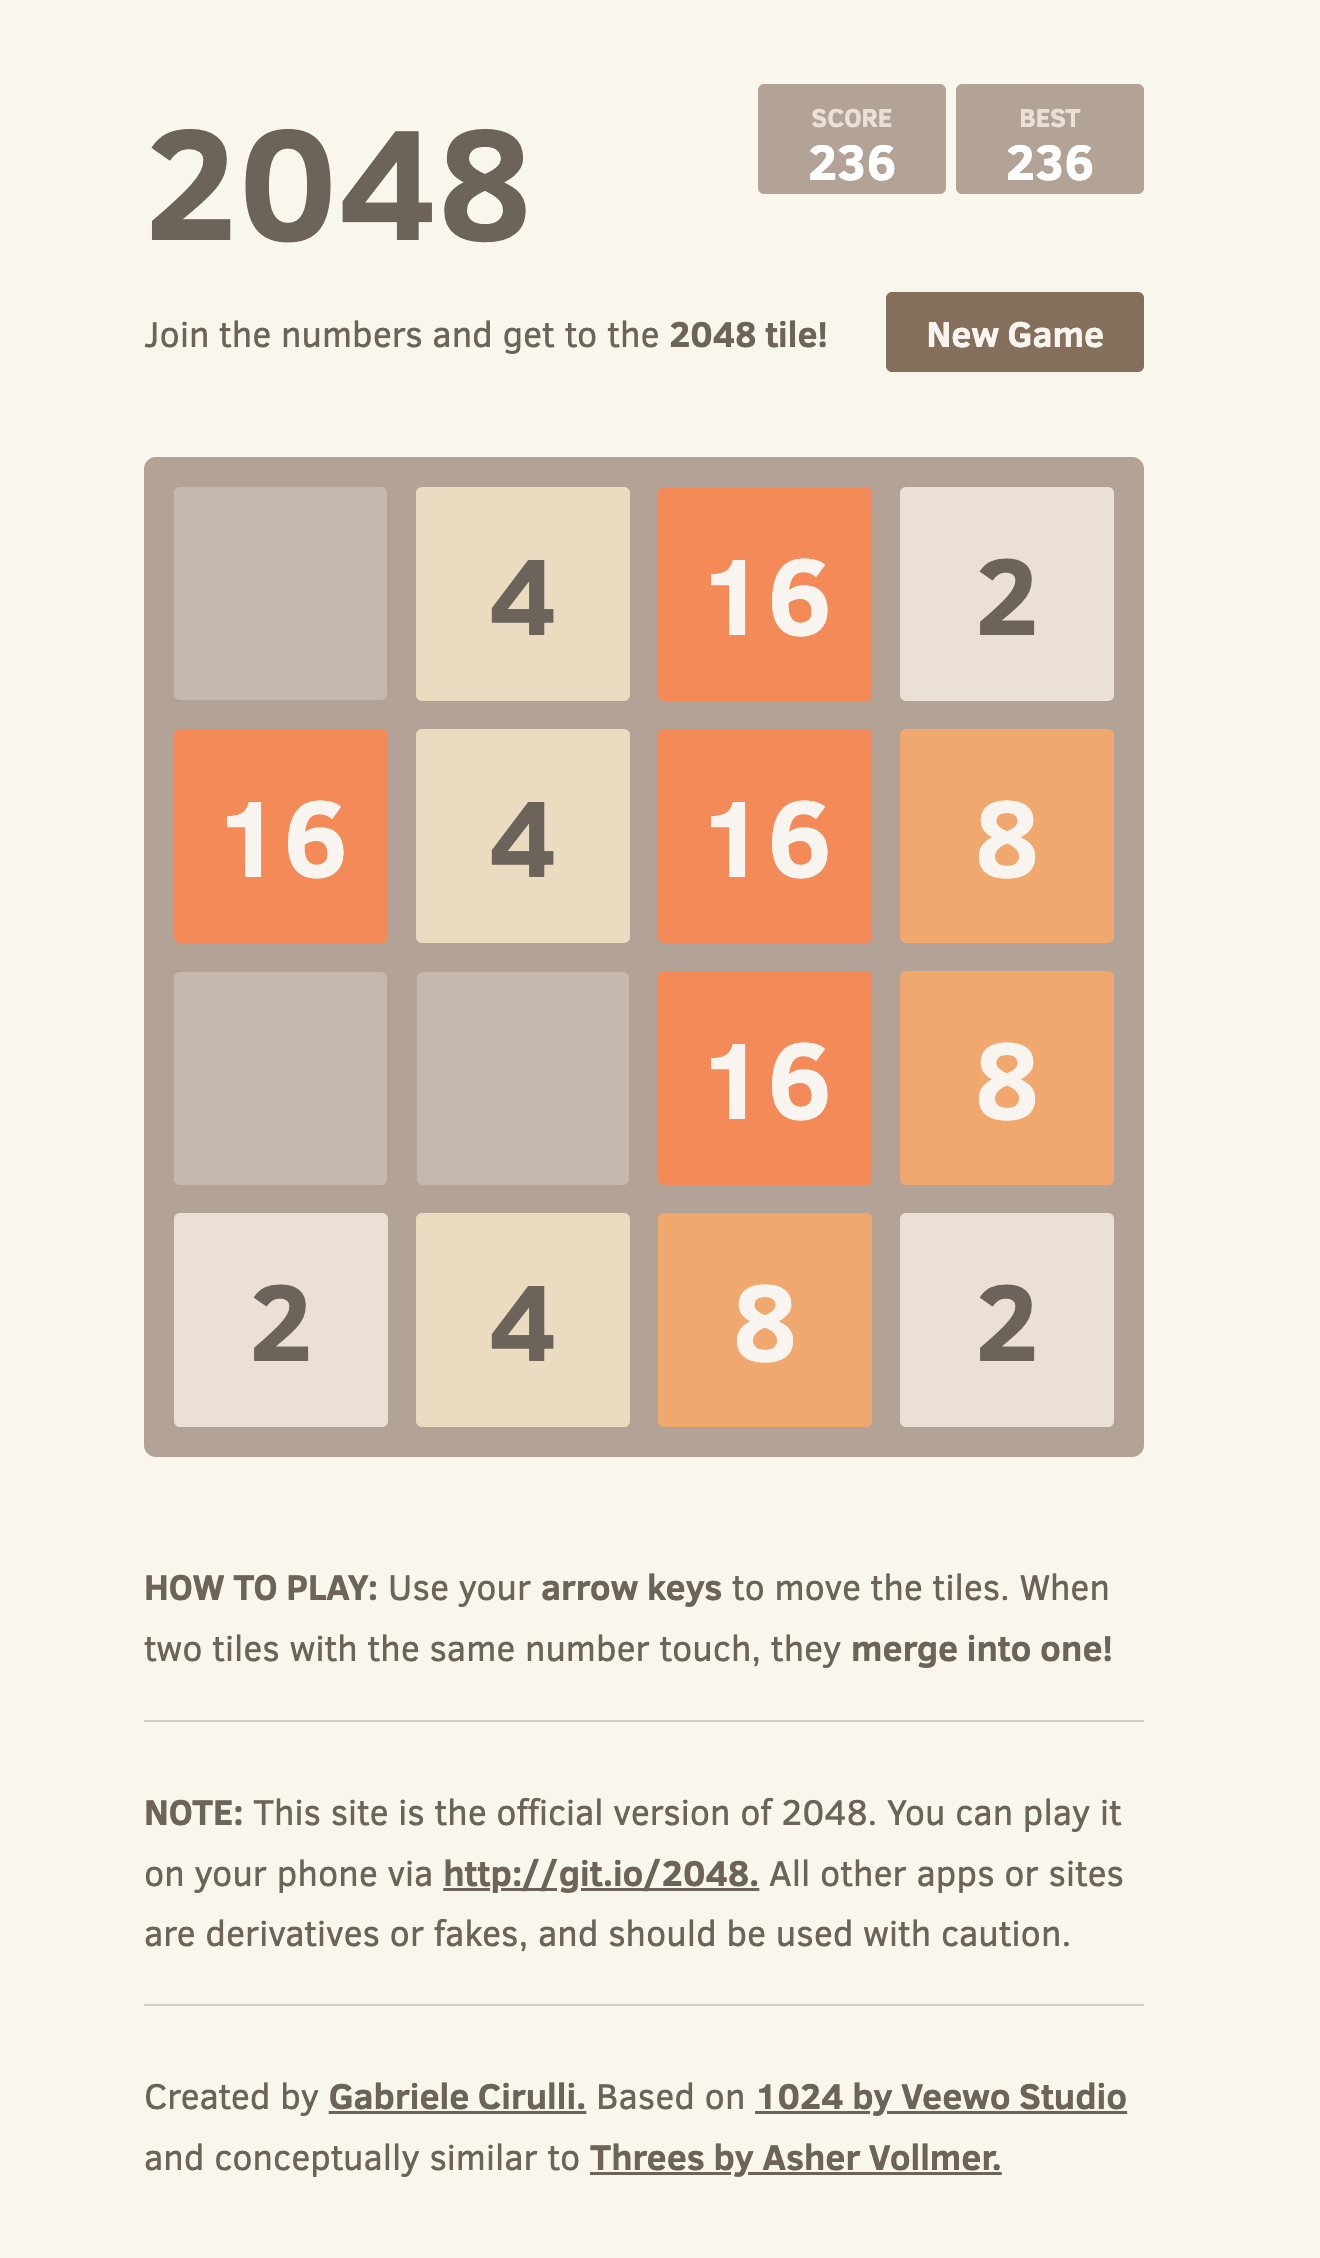 2048
SCORE
236
BEST
236
Join the numbers and get to the 2048 tile!
New Game
4 16 2
16 4 16 8
16 8
2 4 8 2
HOW TO PLAY: Use your arrow keys to move the tiles. When
two tiles with the same number touch, they merge into one!
NOTE: This site is the official version of 2048. You can play it
on your phone via http://git.io/2048. All other apps or sites
are derivatives or fakes, and should be used with caution.
Created by Gabriele Cirulli. Based on 1024 by Veewo Studio
and conceptually similar to Threes by Asher Vollmer.